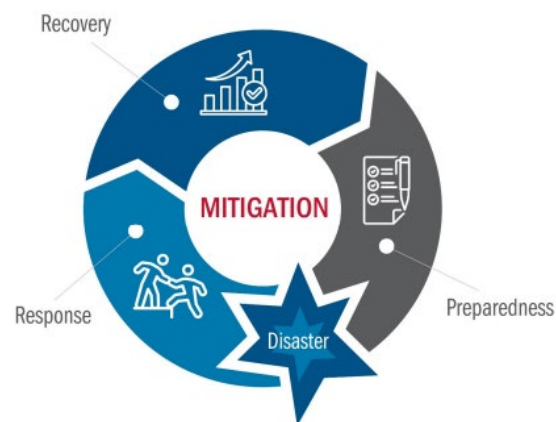 Recovery
MITIGATION
Response
Preparedness
Disaster